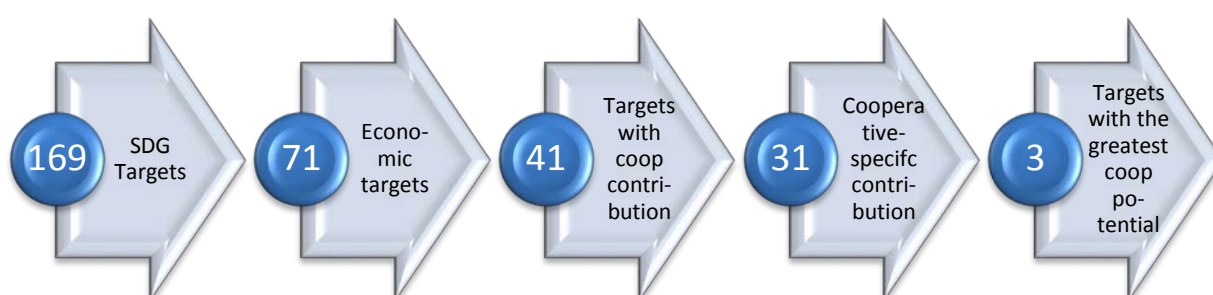 169
SDG
Targets
71
Econo-
mic
targets
41
Targets
with
coop
contri-
bution
31
Coopera
tive-
specifc
contri-
bution
3
Targets
with the
greatest
coop
po-
tential